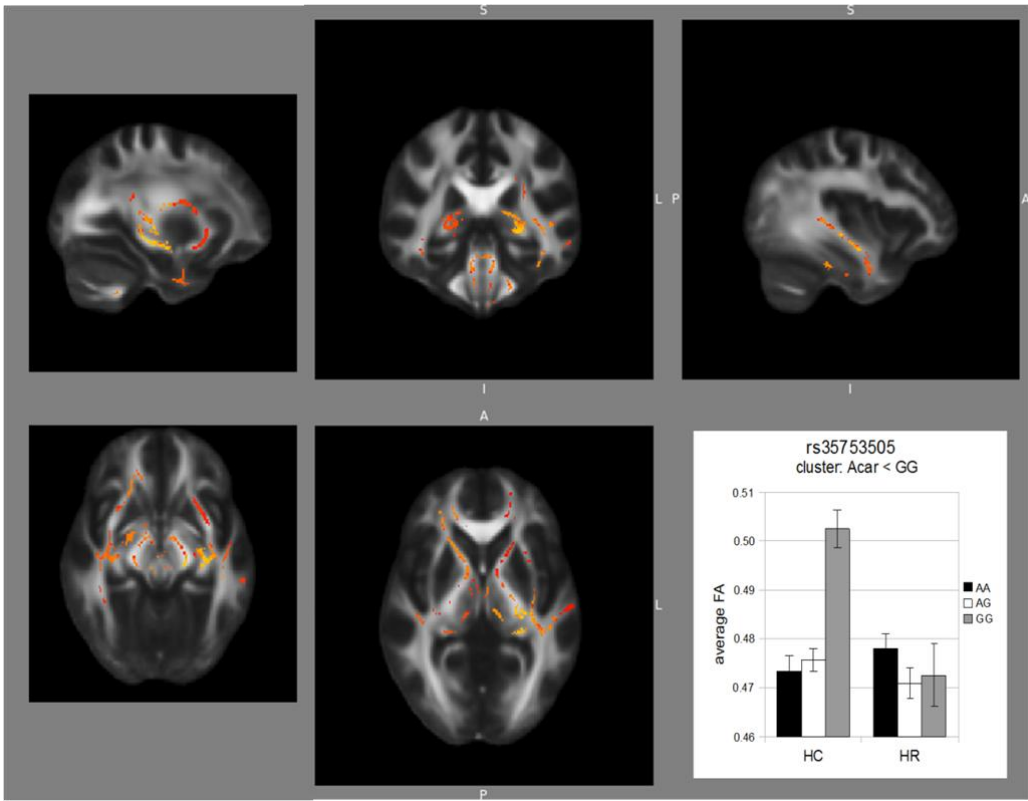 S
S
L
P
A
I
I
A
L
P
rs35753505
cluster: Acar < GG
0.51
0.50
0.49
0.48
0.47
0.46
average FA
AA
AG
GG
HC
HR